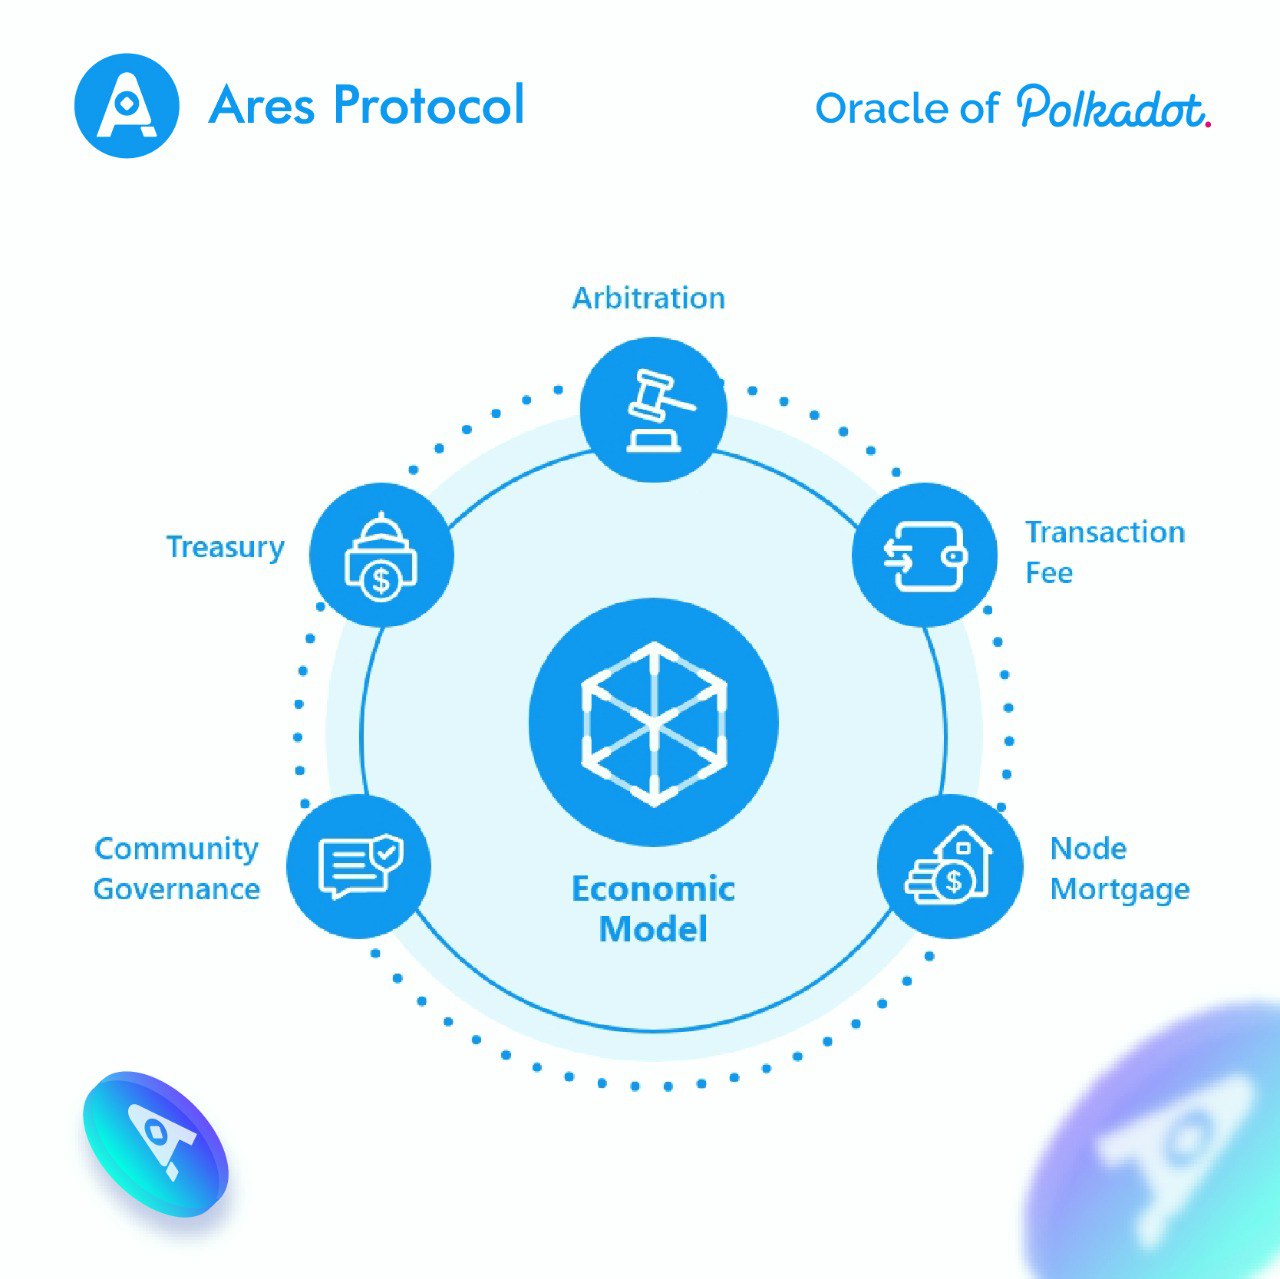 Ares Protocol
Oracle of Polkadot.
Arbitration
Treasury
Transaction
Fee
Community
Governance
Economic
Model
Node
Mortgage